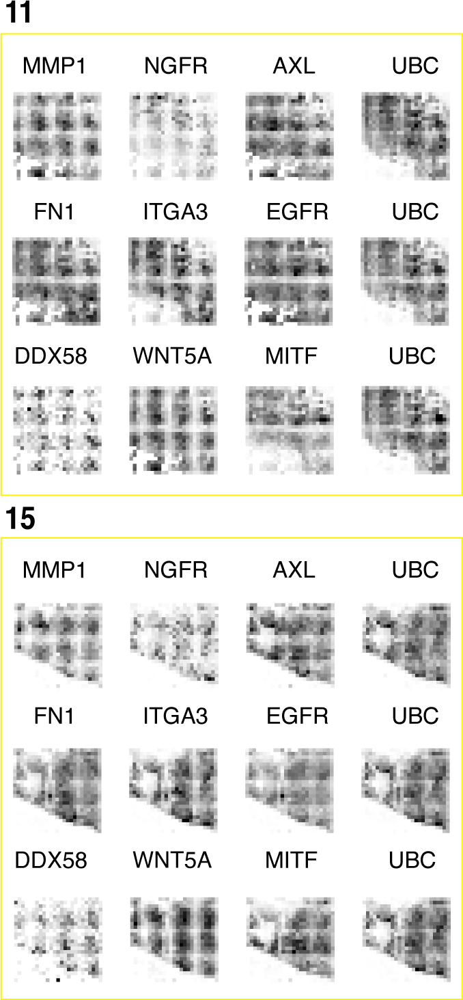 11
MMP1 NGFR AXL UBC
FN1 ITGA3 EGFR UBC
DDX58 WNT5A MITF UBC
15
MMP1 NGFR AXL UBC
FN1 ITGA3 EGFR UBC
DDX58 WNT5A MITF UBC